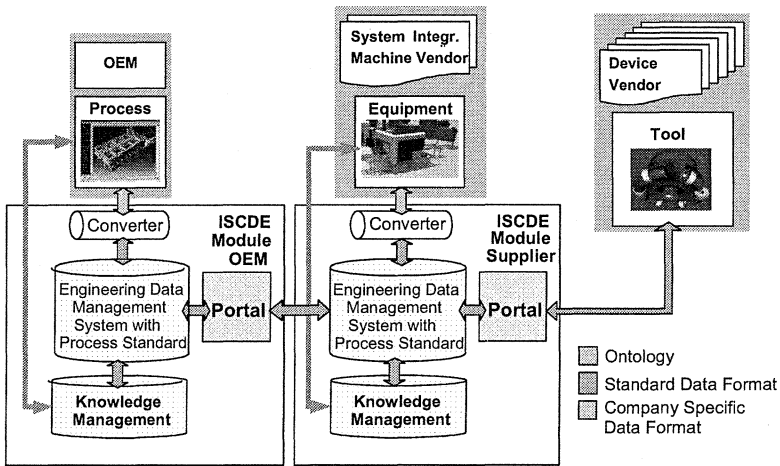 OEM
Process
System Integr.
Machine Vendor
Equipment
Device
Vendor
Tool
Converter
ISCDE
Module
OEM
Engineering Data
Management
System with
Process Standard
Portal
Knowledge
Management
Converter
ISCDE
Module
Supplier
Engineering Data
Management
System with
Process Standard
Portal
Knowledge
Management
Ontology
Standard Data Format
Company Specific
Data Format